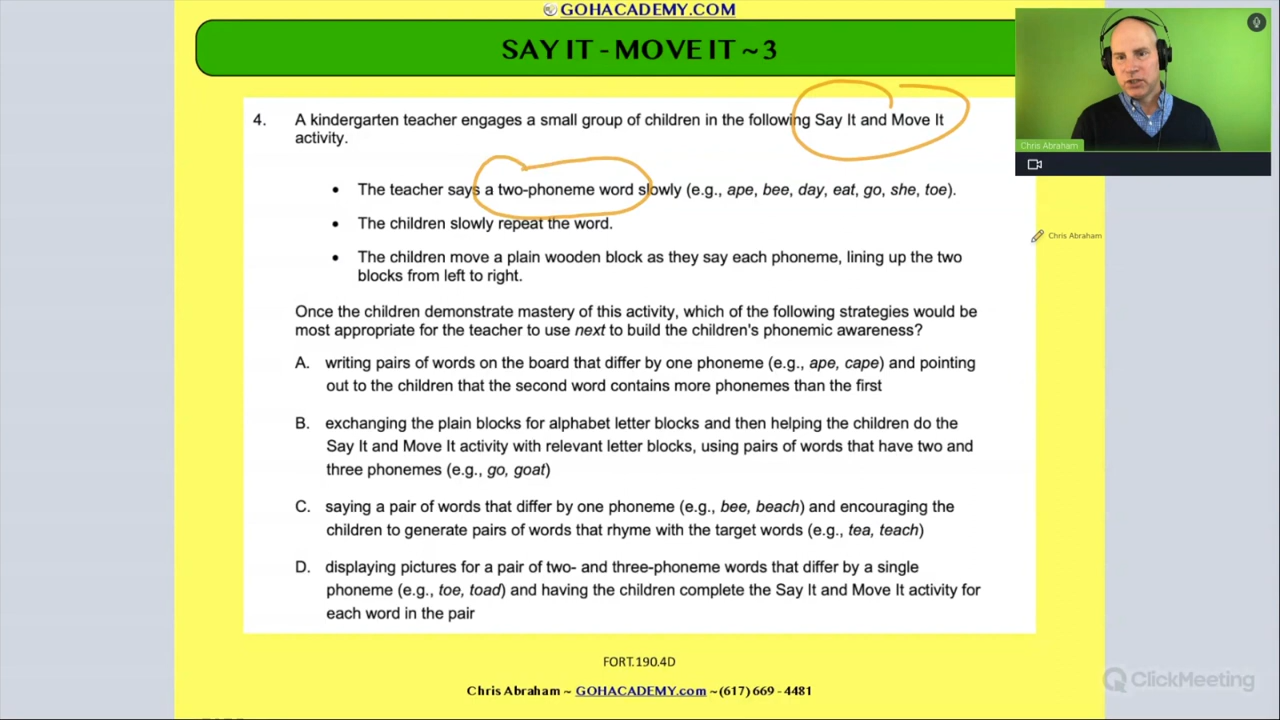 GOHACADEMY.COM
SAY IT - MOVE IT ~ 3
4. A kindergarten teacher engages a small group of children in the following Say It and Move It
activity.
• The teacher says a two-phoneme word slowly (e.g., ape, bee, day, eat, go, she, toe).
• The children slowly repeat the word.
• The children move a plain wooden block as they say each phoneme, lining up the two
blocks from left to right.
Once the children demonstrate mastery of this activity, which of the following strategies would be
most appropriate for the teacher to use next to build the children's phonemic awareness?
A. writing pairs of words on the board that differ by one phoneme (e.g., ape, cape) and pointing
out to the children that the second word contains more phonemes than the first
B. exchanging the plain blocks for alphabet letter blocks and then helping the children do the
Say It and Move It activity with relevant letter blocks, using pairs of words that have two and
three phonemes (e.g., go, goat)
C. saying a pair of words that differ by one phoneme (e.g., bee, beach) and encouraging the
children to generate pairs of words that rhyme with the target words (e.g., tea, teach)
D. displaying pictures for a pair of two- and three-phoneme words that differ by a single
phoneme (e.g., toe, toad) and having the children complete the Say It and Move It activity for
each word in the pair
FORT.190.4D
Chris Abraham ~ GOHACADEMY.com ~(617) 669 - 4481
Chris Abraham
Chris Abraham
ClickMeeting